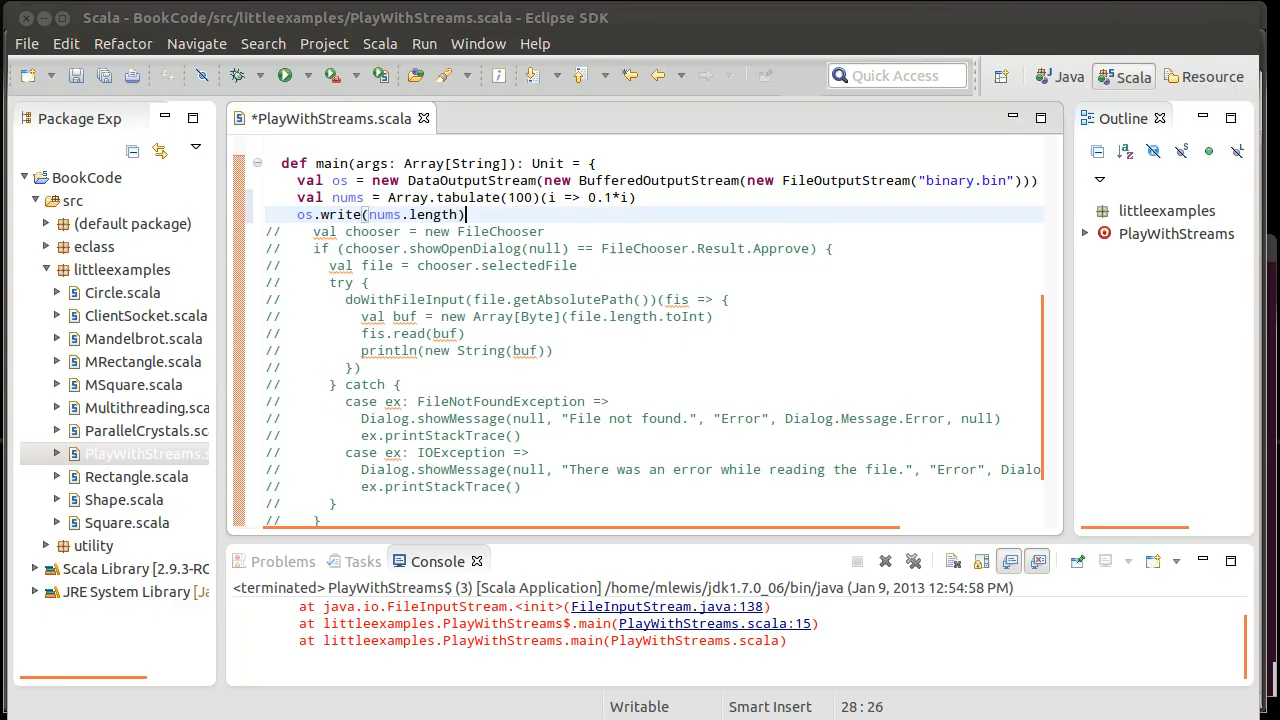 Scala - BookCode/src/littleexamples/PlayWithStreams.scala - Eclipse SDK
File Edit Refactor Navigate Search Project Scala Run Window Help
Quick Access
Java Scala Resource
Package Exp
BookCode
src
(default package)
eclass
littleexamples
Circle.scala
ClientSocket.scala
Mandelbrot.scala
MRectangle.scala
MSquare.scala
Multithreading.sca
ParallelCrystals.sca
PlayWithStreams.
Rectangle.scala
Shape.scala
Square.scala
utility
Scala Library [2.9.3-RC
JRE System Library [Ja
*PlayWithStreams.scala
def main(args: Array[String]): Unit = {
val os = new DataOutputStream(new BufferedOutputStream(new FileOutputStream("binary.bin")))
val nums = Array.tabulate(100)(i => 0.1*i)
os.write(nums.length)
// val chooser = new FileChooser
// if (chooser.showOpenDialog(null) == FileChooser.Result.Approve) {
// val file = chooser.selectedFile
// try {
// doWithFileInput(file.getAbsolutePath())(fis => {
// val buf = new Array[Byte](file.length.toInt)
// fis.read(buf)
// println(new String(buf))
// })
// } catch {
// case ex: FileNotFoundException =>
// Dialog.showMessage(null, "File not found.", "Error", Dialog.Message.Error, null)
// ex.printStackTrace()
// case ex: IOException =>
// Dialog.showMessage(null, "There was an error while reading the file.", "Error", Dialo
// ex.printStackTrace()
// }
// }
Outline
littleexamples
PlayWithStreams
Problems Tasks Console
<terminated> PlayWithStreams$ (3) [Scala Application] /home/mlewis/jdk1.7.0_06/bin/java (Jan 9, 2013 12:54:58 PM)
at java.io.FileInputStream.<init>(FileInputStream.java:138)
at littleexamples.PlayWithStreams$.main(PlayWithStreams.scala:15)
at littleexamples.PlayWithStreams.main(PlayWithStreams.scala)
Writable Smart Insert 28 : 26